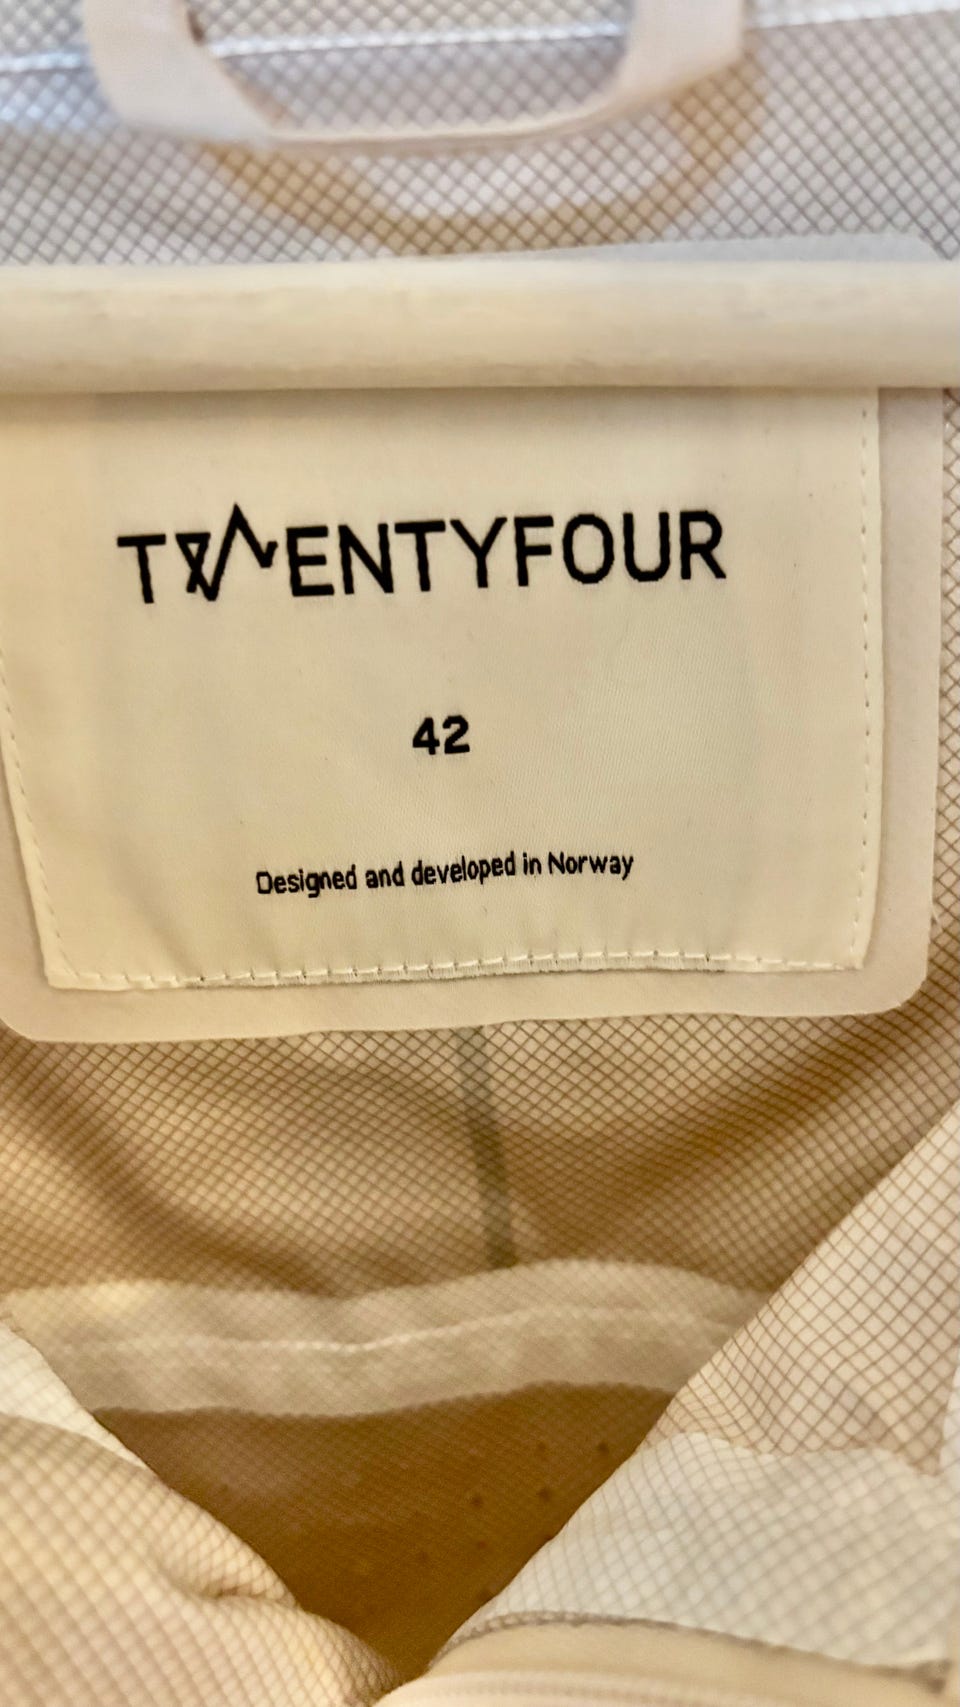 TWENTYFOUR
42
Designed and developed in Norway